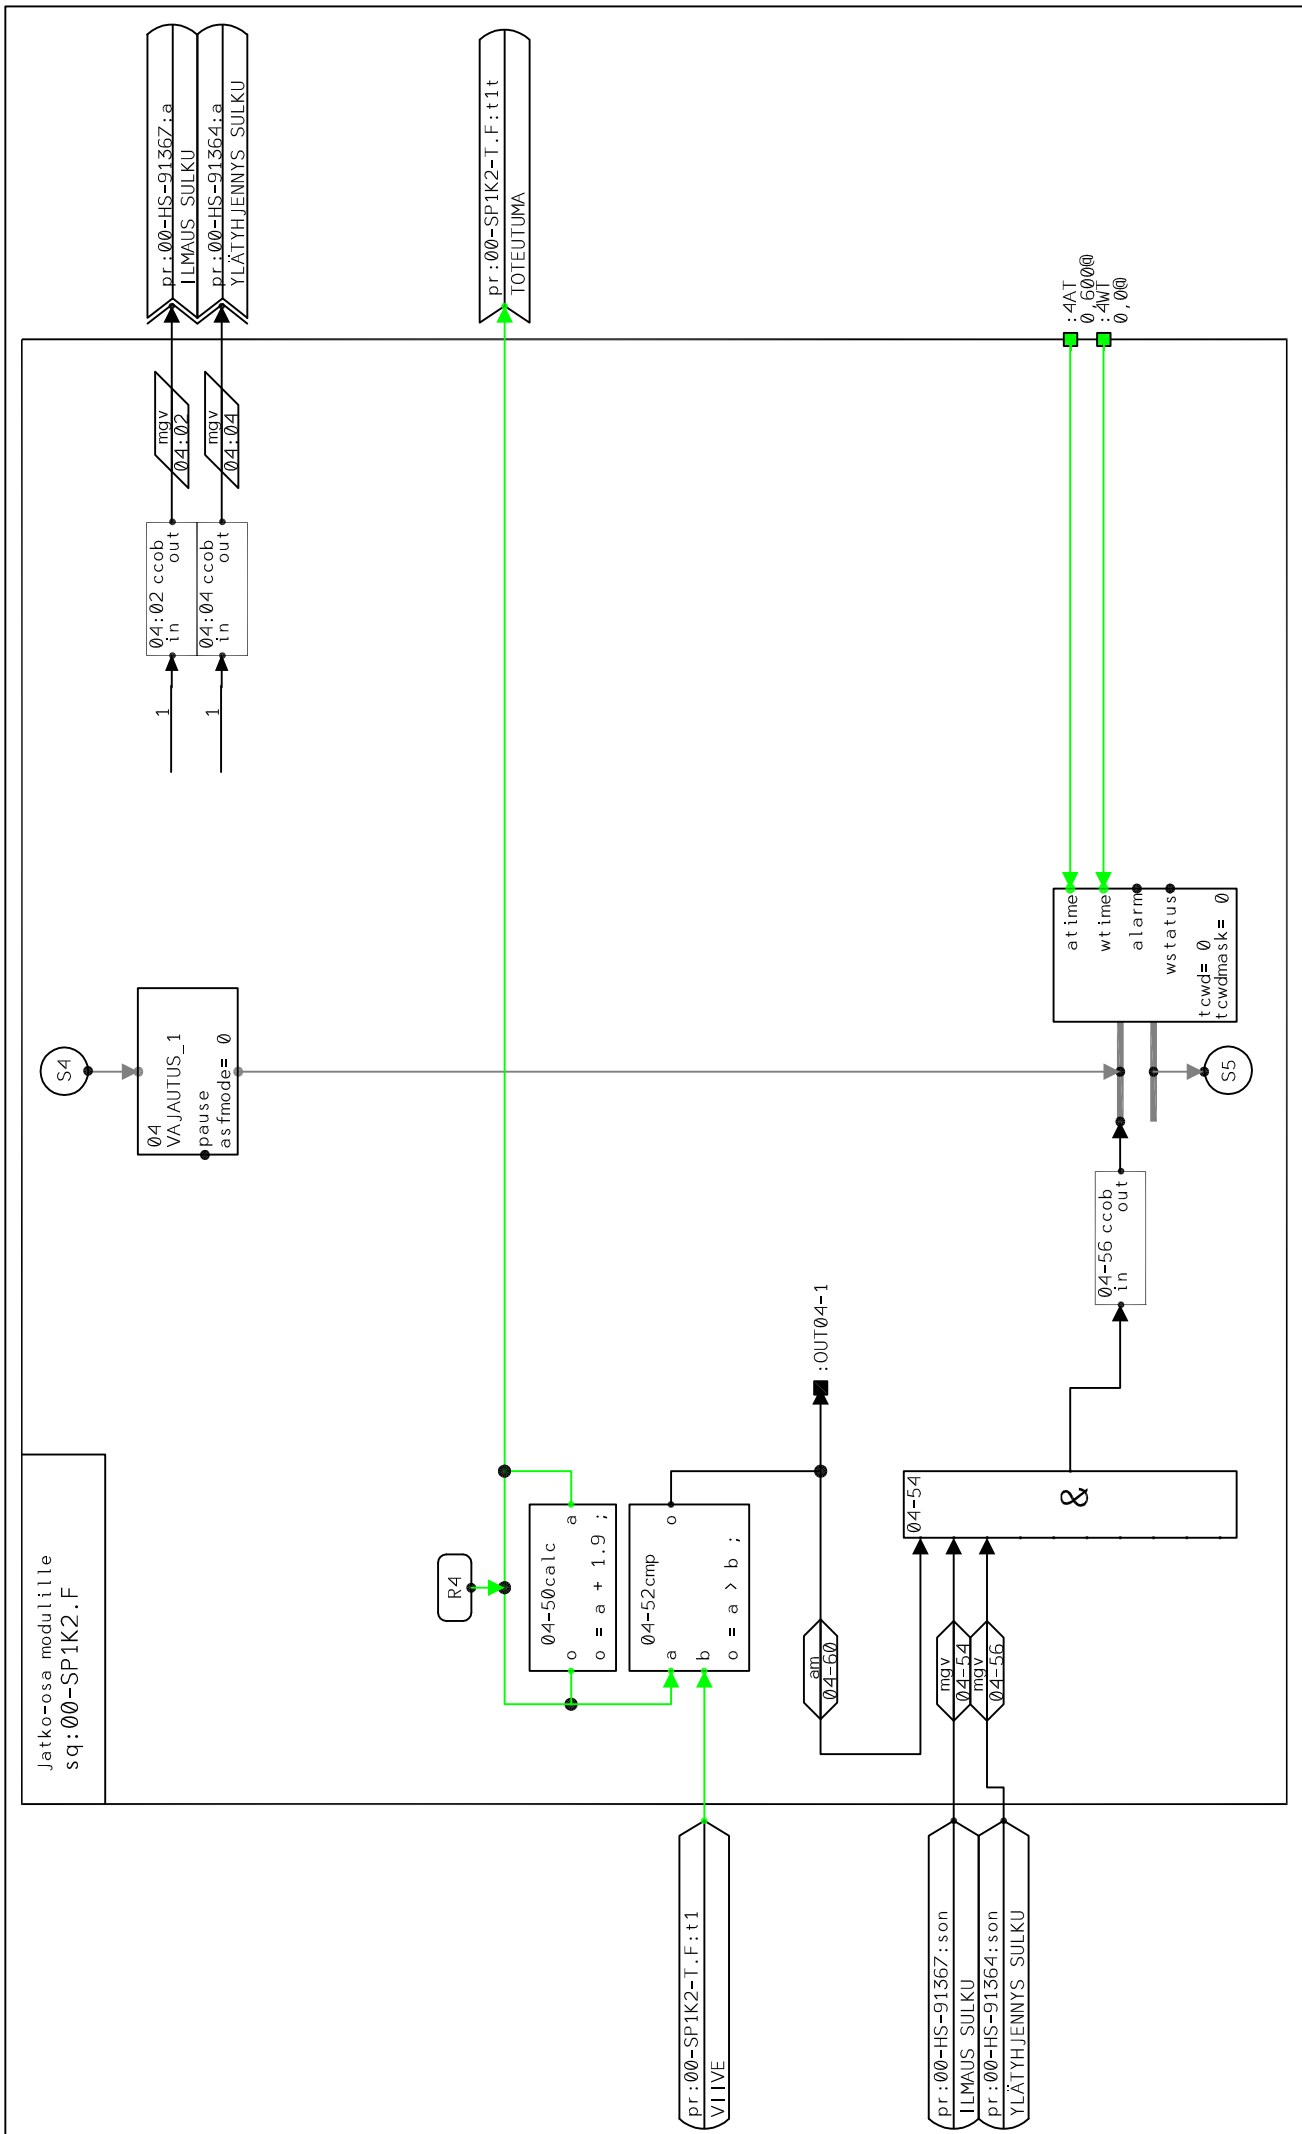 Jatko-osa modulille
sq:00-SP1K2.F
S4
04
VAJAUTUS_1
pause
asfmode= 0
1
04:02 ccob
in
out
mgv
04:02
pr:00-HS-91367:a
ILMAUS SULKU
1
04:04 ccob
in
out
mgv
04:04
pr:00-HS-91364:a
YLÄTYHJENNYS SULKU
R4
pr:00-SP1K2-T.F:t1t
TOTEUTUMA
04-50calc
o
a
o = a + 1.9 ;
04-52cmp
a
o
b
o = a > b ;
pr:00-SP1K2-T.F:t1
VIIVE
:OUT04-1
am
04-60
04-54
&
mgv
04-54
mgv
04-56
pr:00-HS-91367:son
ILMAUS SULKU
pr:00-HS-91364:son
YLÄTYHJENNYS SULKU
04-56 ccob
in
out
atime
wtime
alarm
wstatus
tcwd= 0
tcwdmask= 0
:4AT
0,600@
:4WT
0,0@
S5